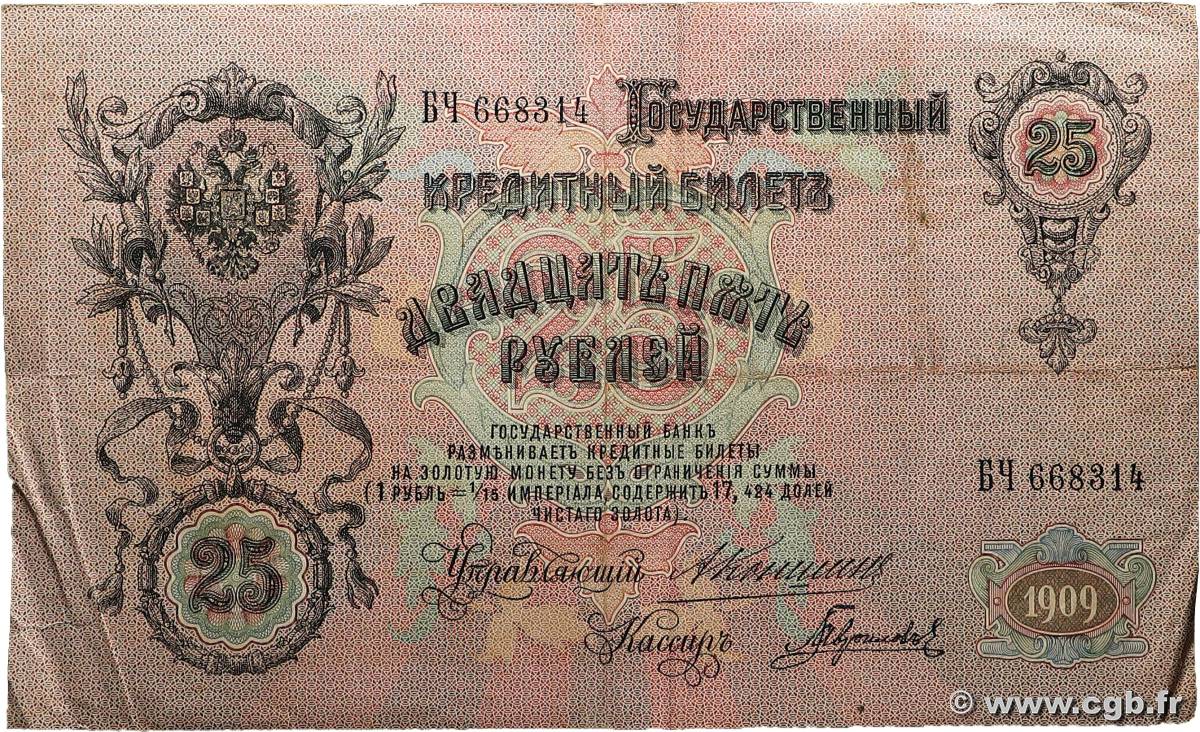 БЧ 668314 Государственный
25
кредитный билетъ
25
Двадцать пять
рублей
ГОСУДАРСТВЕННЫЙ БАНКЪ
РАЗМѢНИВАЕТЪ КРЕДИТНЫЕ БИЛЕТЫ
НА ЗОЛОТУЮ МОНЕТУ БЕЗЪ ОГРАНИЧЕНІЯ СУММЫ
(1 РУБЛЬ = 1/15 ИМПЕРІАЛА, СОДЕРЖИТЪ 17, 424 ДОЛЕЙ
ЧИСТАГО ЗОЛОТА).
БЧ 668314
25
Управляющій
Кассиръ
1909
© www.cgb.fr